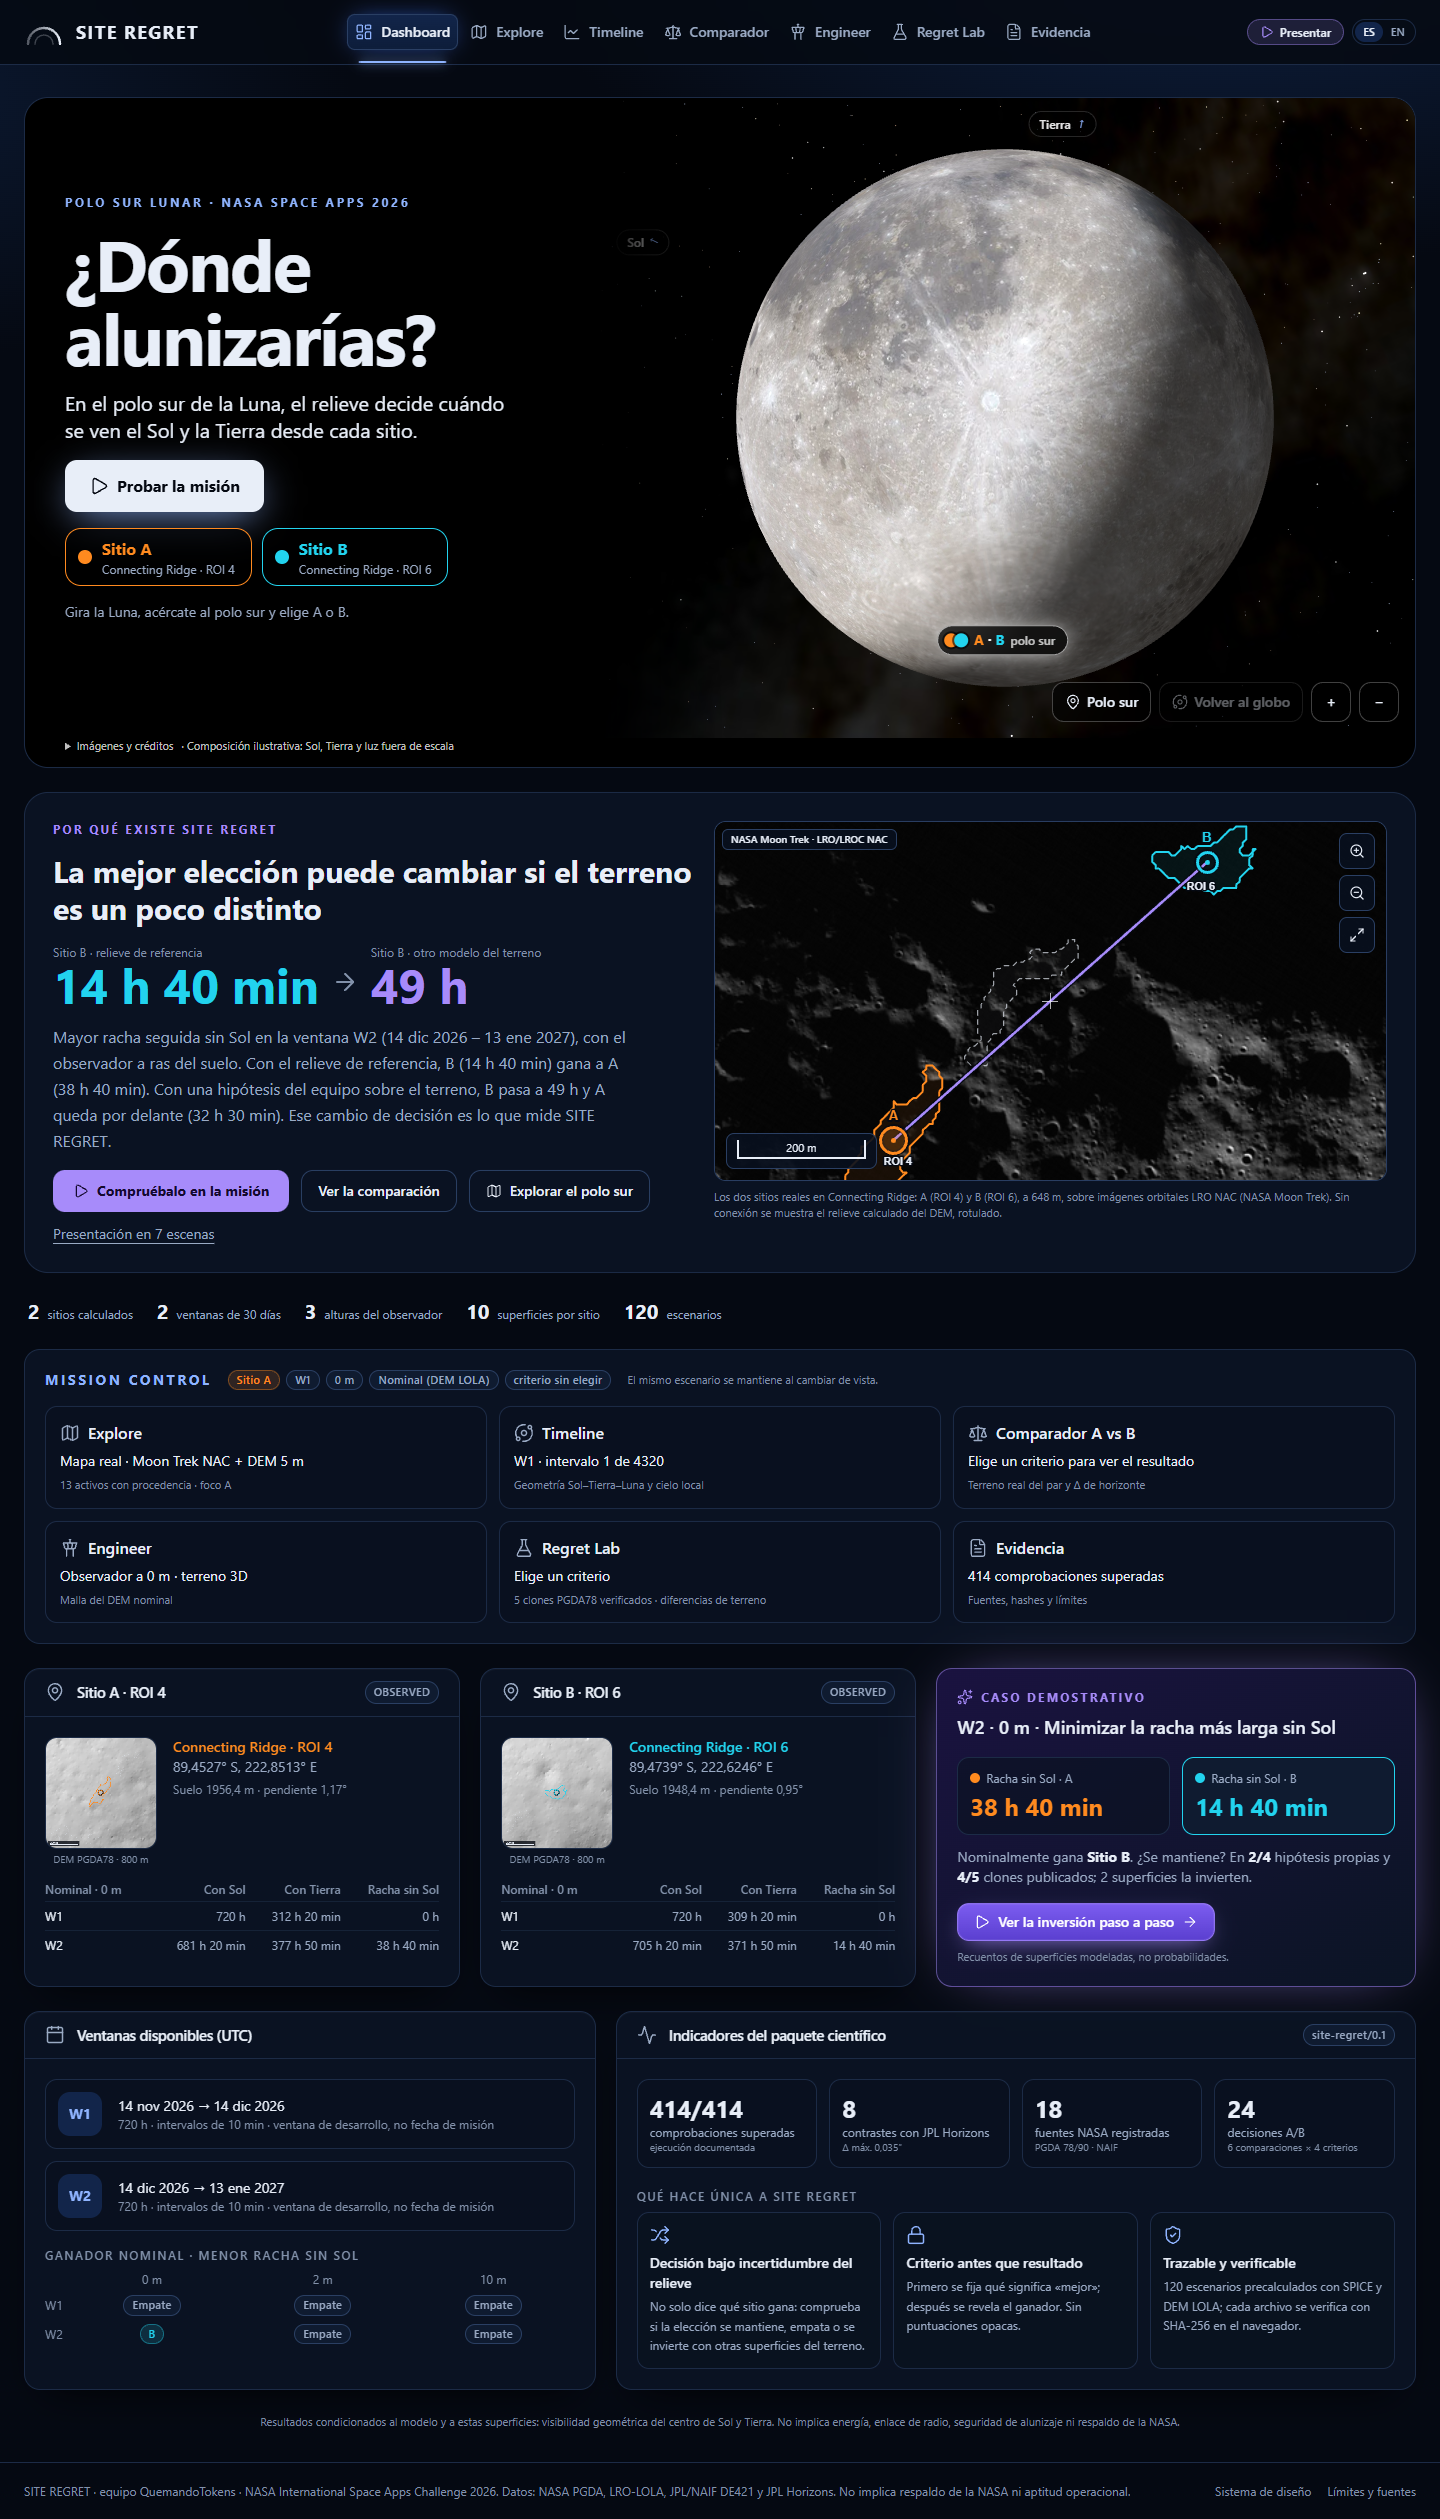 SITE REGRET
Dashboard
Explore
Timeline
Comparador
Engineer
Regret Lab
Evidencia
Presentar
ES EN
POLO SUR LUNAR · NASA SPACE APPS 2026
¿Dónde
alunizarías?
En el polo sur de la Luna, el relieve decide cuándo
se ven el Sol y la Tierra desde cada sitio.
Probar la misión
Sitio A
Connecting Ridge · ROI 4
Sitio B
Connecting Ridge · ROI 6
Gira la Luna, acércate al polo sur y elige A o B.
Tierra ↑
Sol
A · B polo sur
Polo sur
Volver al globo
+
−
▶ Imágenes y créditos · Composición ilustrativa: Sol, Tierra y luz fuera de escala
POR QUÉ EXISTE SITE REGRET
La mejor elección puede cambiar si el terreno
es un poco distinto
Sitio B · relieve de referencia
14 h 40 min
→
Sitio B · otro modelo del terreno
49 h
Mayor racha seguida sin Sol en la ventana W2 (14 dic 2026 – 13 ene 2027), con el
observador a ras del suelo. Con el relieve de referencia, B (14 h 40 min) gana a A
(38 h 40 min). Con una hipótesis del equipo sobre el terreno, B pasa a 49 h y A
queda por delante (32 h 30 min). Ese cambio de decisión es lo que mide SITE
REGRET.
Compruébalo en la misión
Ver la comparación
Explorar el polo sur
Presentación en 7 escenas
NASA Moon Trek · LRO/LROC NAC
B
ROI 6
A
ROI 4
200 m
Los dos sitios reales en Connecting Ridge: A (ROI 4) y B (ROI 6), a 648 m, sobre imágenes orbitales LRO NAC (NASA Moon Trek). Sin
conexión se muestra el relieve calculado del DEM, rotulado.
2 sitios calculados
2 ventanas de 30 días
3 alturas del observador
10 superficies por sitio
120 escenarios
MISSION CONTROL
Sitio A
W1
0 m
Nominal (DEM LOLA)
criterio sin elegir
El mismo escenario se mantiene al cambiar de vista.
Explore
Mapa real · Moon Trek NAC + DEM 5 m
13 activos con procedencia · foco A
Timeline
W1 · intervalo 1 de 4320
Geometría Sol–Tierra–Luna y cielo local
Comparador A vs B
Elige un criterio para ver el resultado
Terreno real del par y Δ de horizonte
Engineer
Observador a 0 m · terreno 3D
Malla del DEM nominal
Regret Lab
Elige un criterio
5 clones PGDA78 verificados · diferencias de terreno
Evidencia
414 comprobaciones superadas
Fuentes, hashes y límites
Sitio A · ROI 4
OBSERVED
Connecting Ridge · ROI 4
89,4527° S, 222,8513° E
Suelo 1956,4 m · pendiente 1,17°
DEM PGDA78 · 800 m
Nominal · 0 m Con Sol Con Tierra Racha sin Sol
W1 720 h 312 h 20 min 0 h
W2 681 h 20 min 377 h 50 min 38 h 40 min
Sitio B · ROI 6
OBSERVED
Connecting Ridge · ROI 6
89,4739° S, 222,6246° E
Suelo 1948,4 m · pendiente 0,95°
DEM PGDA78 · 800 m
Nominal · 0 m Con Sol Con Tierra Racha sin Sol
W1 720 h 309 h 20 min 0 h
W2 705 h 20 min 371 h 50 min 14 h 40 min
CASO DEMOSTRATIVO
W2 · 0 m · Minimizar la racha más larga sin Sol
Racha sin Sol · A
38 h 40 min
Racha sin Sol · B
14 h 40 min
Nominalmente gana Sitio B. ¿Se mantiene? En 2/4 hipótesis propias y
4/5 clones publicados; 2 superficies la invierten.
Ver la inversión paso a paso →
Recuentos de superficies modeladas, no probabilidades.
Ventanas disponibles (UTC)
W1
14 nov 2026 → 14 dic 2026
720 h · intervalos de 10 min · ventana de desarrollo, no fecha de misión
W2
14 dic 2026 → 13 ene 2027
720 h · intervalos de 10 min · ventana de desarrollo, no fecha de misión
GANADOR NOMINAL · MENOR RACHA SIN SOL
0 m 2 m 10 m
W1 Empate Empate Empate
W2 B Empate Empate
Indicadores del paquete científico
site-regret/0.1
414/414
comprobaciones superadas
ejecución documentada
8
contrastes con JPL Horizons
Δ máx. 0,035″
18
fuentes NASA registradas
PGDA 78/90 · NAIF
24
decisiones A/B
6 comparaciones × 4 criterios
QUÉ HACE ÚNICA A SITE REGRET
Decisión bajo incertidumbre del
relieve
No solo dice qué sitio gana: comprueba
si la elección se mantiene, empata o se
invierte con otras superficies del terreno.
Criterio antes que resultado
Primero se fija qué significa «mejor»;
después se revela el ganador. Sin
puntuaciones opacas.
Trazable y verificable
120 escenarios precalculados con SPICE y
DEM LOLA; cada archivo se verifica con
SHA-256 en el navegador.
Resultados condicionados al modelo y a estas superficies: visibilidad geométrica del centro de Sol y Tierra. No implica energía, enlace de radio, seguridad de alunizaje ni respaldo de la NASA.
SITE REGRET · equipo QuemandoTokens · NASA International Space Apps Challenge 2026. Datos: NASA PGDA, LRO-LOLA, JPL/NAIF DE421 y JPL Horizons. No implica respaldo de la NASA ni aptitud operacional.
Sistema de diseño
Límites y fuentes